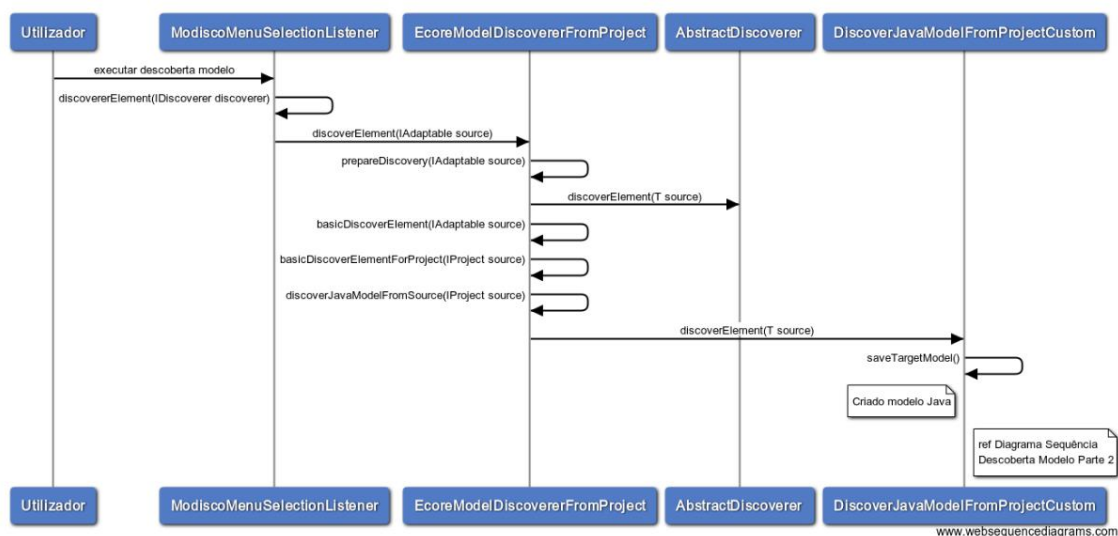 Utilizador
ModiscoMenuSelectionListener
EcoreModelDiscovererFromProject
AbstractDiscoverer
DiscoverJavaModelFromProjectCustom
executar descoberta modelo
discovererElement(IDiscoverer discoverer)
discoverElement(IAdaptable source)
prepareDiscovery(IAdaptable source)
discoverElement(T source)
basicDiscoverElement(IAdaptable source)
basicDiscoverElementForProject(IProject source)
discoverJavaModelFromSource(IProject source)
discoverElement(T source)
saveTargetModel()
Criado modelo Java
ref Diagrama Sequência
Descoberta Modelo Parte 2
Utilizador
ModiscoMenuSelectionListener
EcoreModelDiscovererFromProject
AbstractDiscoverer
DiscoverJavaModelFromProjectCustom
www.websequencediagrams.com